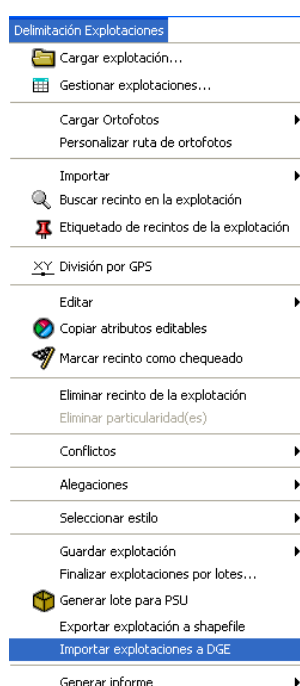 Delimitación Explotaciones
Cargar explotación...
Gestionar explotaciones...
Cargar Ortofotos
Personalizar ruta de ortofotos
Importar
Buscar recinto en la explotación
Etiquetado de recintos de la explotación
XY División por GPS
Editar
Copiar atributos editables
Marcar recinto como chequeado
Eliminar recinto de la explotación
Eliminar particularidad(es)
Conflictos
Alegaciones
Seleccionar estilo
Guardar explotación
Finalizar explotaciones por lotes...
Generar lote para PSU
Exportar explotación a shapefile
Importar explotaciones a DGE
Generar informe